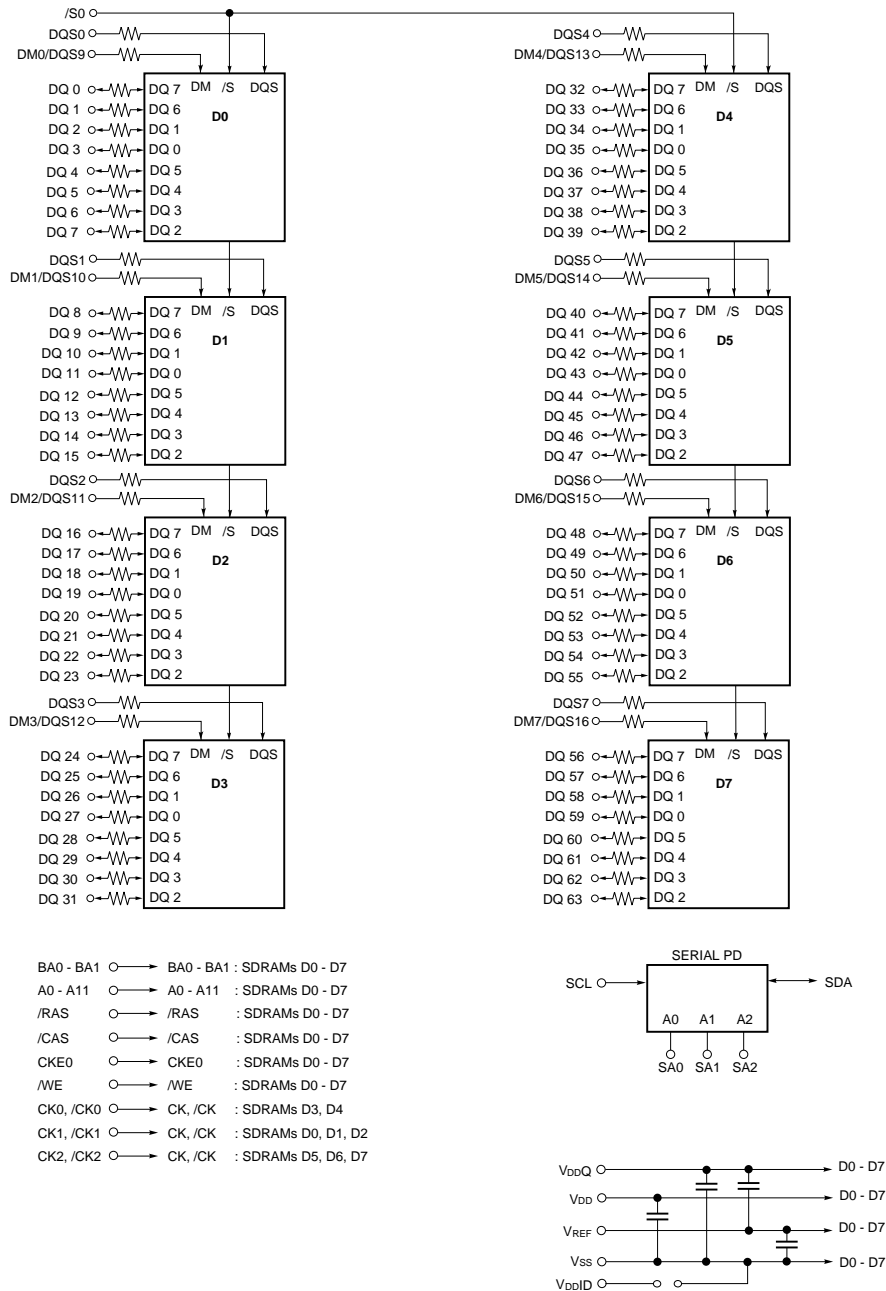 /S0
DQS0
DM0/DQS9
DM /S DQS
D0
DQ 0 DQ 7
DQ 1 DQ 6
DQ 2 DQ 1
DQ 3 DQ 0
DQ 4 DQ 5
DQ 5 DQ 4
DQ 6 DQ 3
DQ 7 DQ 2
DQS1
DM1/DQS10
DM /S DQS
D1
DQ 8 DQ 7
DQ 9 DQ 6
DQ 10 DQ 1
DQ 11 DQ 0
DQ 12 DQ 5
DQ 13 DQ 4
DQ 14 DQ 3
DQ 15 DQ 2
DQS2
DM2/DQS11
DM /S DQS
D2
DQ 16 DQ 7
DQ 17 DQ 6
DQ 18 DQ 1
DQ 19 DQ 0
DQ 20 DQ 5
DQ 21 DQ 4
DQ 22 DQ 3
DQ 23 DQ 2
DQS3
DM3/DQS12
DM /S DQS
D3
DQ 24 DQ 7
DQ 25 DQ 6
DQ 26 DQ 1
DQ 27 DQ 0
DQ 28 DQ 5
DQ 29 DQ 4
DQ 30 DQ 3
DQ 31 DQ 2
DQS4
DM4/DQS13
DM /S DQS
D4
DQ 32 DQ 7
DQ 33 DQ 6
DQ 34 DQ 1
DQ 35 DQ 0
DQ 36 DQ 5
DQ 37 DQ 4
DQ 38 DQ 3
DQ 39 DQ 2
DQS5
DM5/DQS14
DM /S DQS
D5
DQ 40 DQ 7
DQ 41 DQ 6
DQ 42 DQ 1
DQ 43 DQ 0
DQ 44 DQ 5
DQ 45 DQ 4
DQ 46 DQ 3
DQ 47 DQ 2
DQS6
DM6/DQS15
DM /S DQS
D6
DQ 48 DQ 7
DQ 49 DQ 6
DQ 50 DQ 1
DQ 51 DQ 0
DQ 52 DQ 5
DQ 53 DQ 4
DQ 54 DQ 3
DQ 55 DQ 2
DQS7
DM7/DQS16
DM /S DQS
D7
DQ 56 DQ 7
DQ 57 DQ 6
DQ 58 DQ 1
DQ 59 DQ 0
DQ 60 DQ 5
DQ 61 DQ 4
DQ 62 DQ 3
DQ 63 DQ 2
BA0 - BA1 BA0 - BA1 : SDRAMs D0 - D7
A0 - A11 A0 - A11 : SDRAMs D0 - D7
/RAS /RAS : SDRAMs D0 - D7
/CAS /CAS : SDRAMs D0 - D7
CKE0 CKE0 : SDRAMs D0 - D7
/WE /WE : SDRAMs D0 - D7
CK0, /CK0 CK, /CK : SDRAMs D3, D4
CK1, /CK1 CK, /CK : SDRAMs D0, D1, D2
CK2, /CK2 CK, /CK : SDRAMs D5, D6, D7
SERIAL PD
SCL SDA
A0 A1 A2
SA0 SA1 SA2
VDDQ D0 - D7
VDD D0 - D7
VREF D0 - D7
VSS D0 - D7
VDDID